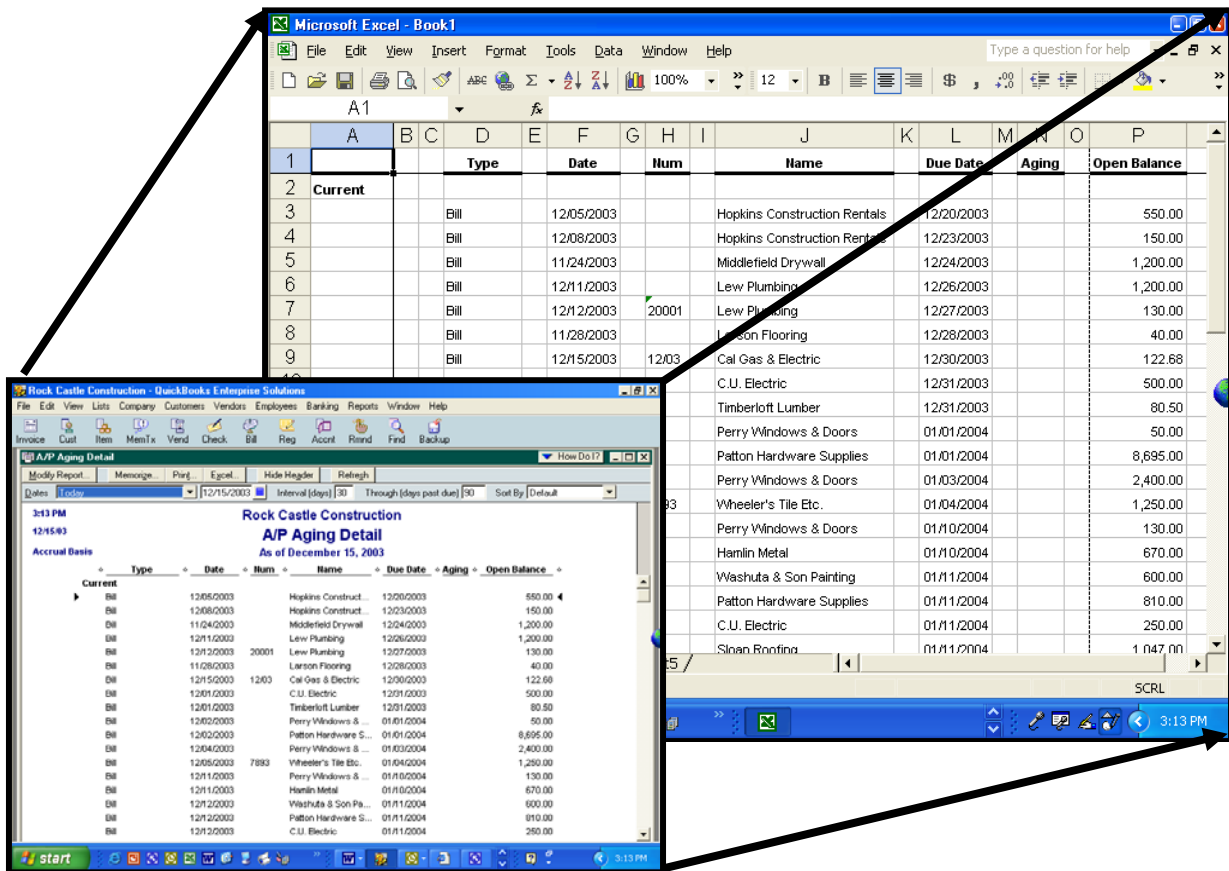 Microsoft Excel - Book1
File Edit View Insert Format Tools Data Window Help Type a question for help
100% 12 B $ ,
A1 fx
A B C D E F G H I J K L M N O P
1 Type Date Num Name Due Date Aging Open Balance
2 Current
3 Bill 12/05/2003 Hopkins Construction Rentals 12/20/2003 550.00
4 Bill 12/08/2003 Hopkins Construction Rentals 12/23/2003 150.00
5 Bill 11/24/2003 Middlefield Drywall 12/24/2003 1,200.00
6 Bill 12/11/2003 Lew Plumbing 12/26/2003 1,200.00
7 Bill 12/12/2003 20001 Lew Plumbing 12/27/2003 130.00
8 Bill 11/28/2003 Larson Flooring 12/28/2003 40.00
9 Bill 12/15/2003 12/03 Cal Gas & Electric 12/30/2003 122.68
C.U. Electric 12/31/2003 500.00
Timberloft Lumber 12/31/2003 80.50
Perry Windows & Doors 01/01/2004 50.00
Patton Hardware Supplies 01/01/2004 8,695.00
Perry Windows & Doors 01/03/2004 2,400.00
93 Wheeler's Tile Etc. 01/04/2004 1,250.00
Perry Windows & Doors 01/10/2004 130.00
Hamlin Metal 01/10/2004 670.00
Washuta & Son Painting 01/11/2004 600.00
Patton Hardware Supplies 01/11/2004 810.00
C.U. Electric 01/11/2004 250.00
Sloan Roofing 01/11/2004 1,047.00
SCRL
3:13 PM
Rock Castle Construction - QuickBooks Enterprise Solutions
File Edit View Lists Company Customers Vendors Employees Banking Reports Window Help
Invoice Cust Item MemTx Vend Check Bill Reg Accnt Rmnd Find Backup
A/P Aging Detail How Do I?
Modify Report... Memorize... Print... Excel... Hide Header Refresh
Dates Today 12/15/2003 Interval (days) 30 Through (days past due) 90 Sort By Default
3:13 PM Rock Castle Construction
12/15/03 A/P Aging Detail
Accrual Basis As of December 15, 2003
Type Date Num Name Due Date Aging Open Balance
Current
Bill 12/05/2003 Hopkins Construct... 12/20/2003 550.00
Bill 12/08/2003 Hopkins Construct... 12/23/2003 150.00
Bill 11/24/2003 Middlefield Drywall 12/24/2003 1,200.00
Bill 12/11/2003 Lew Plumbing 12/26/2003 1,200.00
Bill 12/12/2003 20001 Lew Plumbing 12/27/2003 130.00
Bill 11/28/2003 Larson Flooring 12/28/2003 40.00
Bill 12/15/2003 12/03 Cal Gas & Electric 12/30/2003 122.68
Bill 12/01/2003 C.U. Electric 12/31/2003 500.00
Bill 12/01/2003 Timberloft Lumber 12/31/2003 80.50
Bill 12/02/2003 Perry Windows & ... 01/01/2004 50.00
Bill 12/02/2003 Patton Hardware S... 01/01/2004 8,695.00
Bill 12/04/2003 Perry Windows & ... 01/03/2004 2,400.00
Bill 12/05/2003 7893 Wheeler's Tile Etc. 01/04/2004 1,250.00
Bill 12/11/2003 Perry Windows & ... 01/10/2004 130.00
Bill 12/11/2003 Hamlin Metal 01/10/2004 670.00
Bill 12/12/2003 Washuta & Son Pa... 01/11/2004 600.00
Bill 12/12/2003 Patton Hardware S... 01/11/2004 810.00
Bill 12/12/2003 C.U. Electric 01/11/2004 250.00
start 3:13 PM